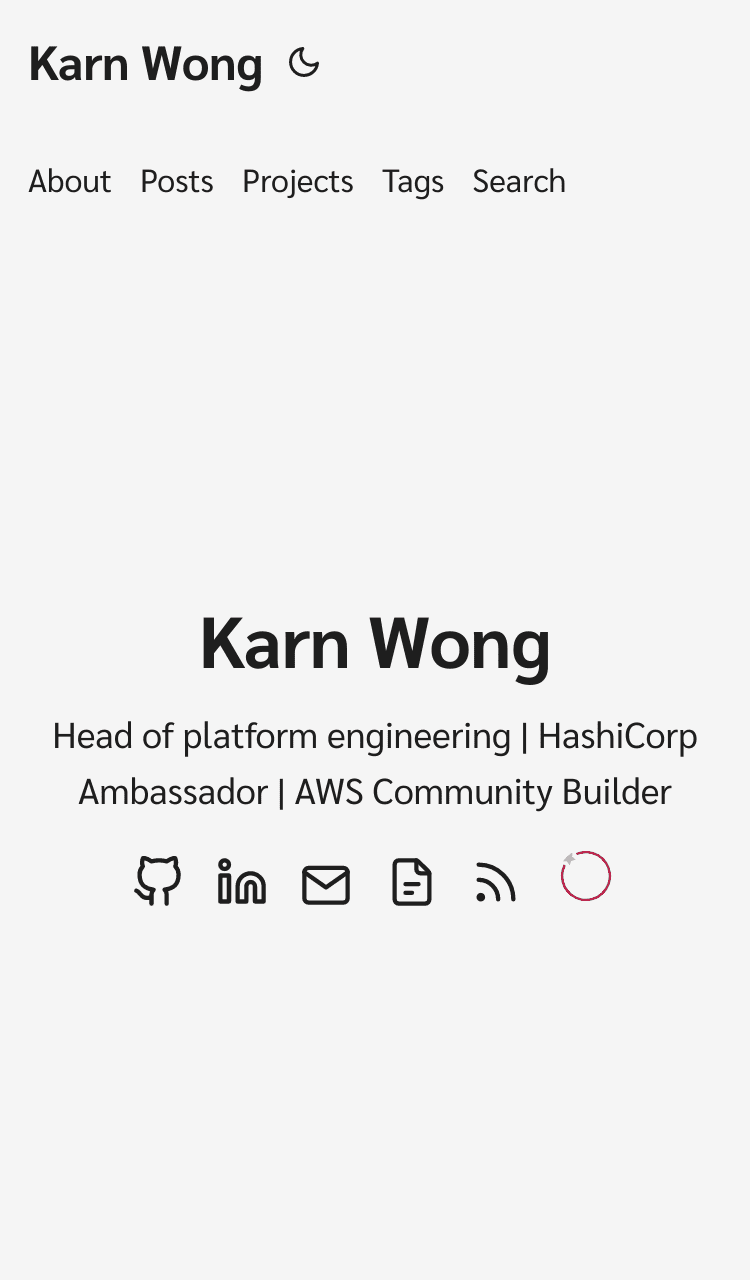 Karn Wong
About Posts Projects Tags Search
Karn Wong
Head of platform engineering | HashiCorp
Ambassador | AWS Community Builder